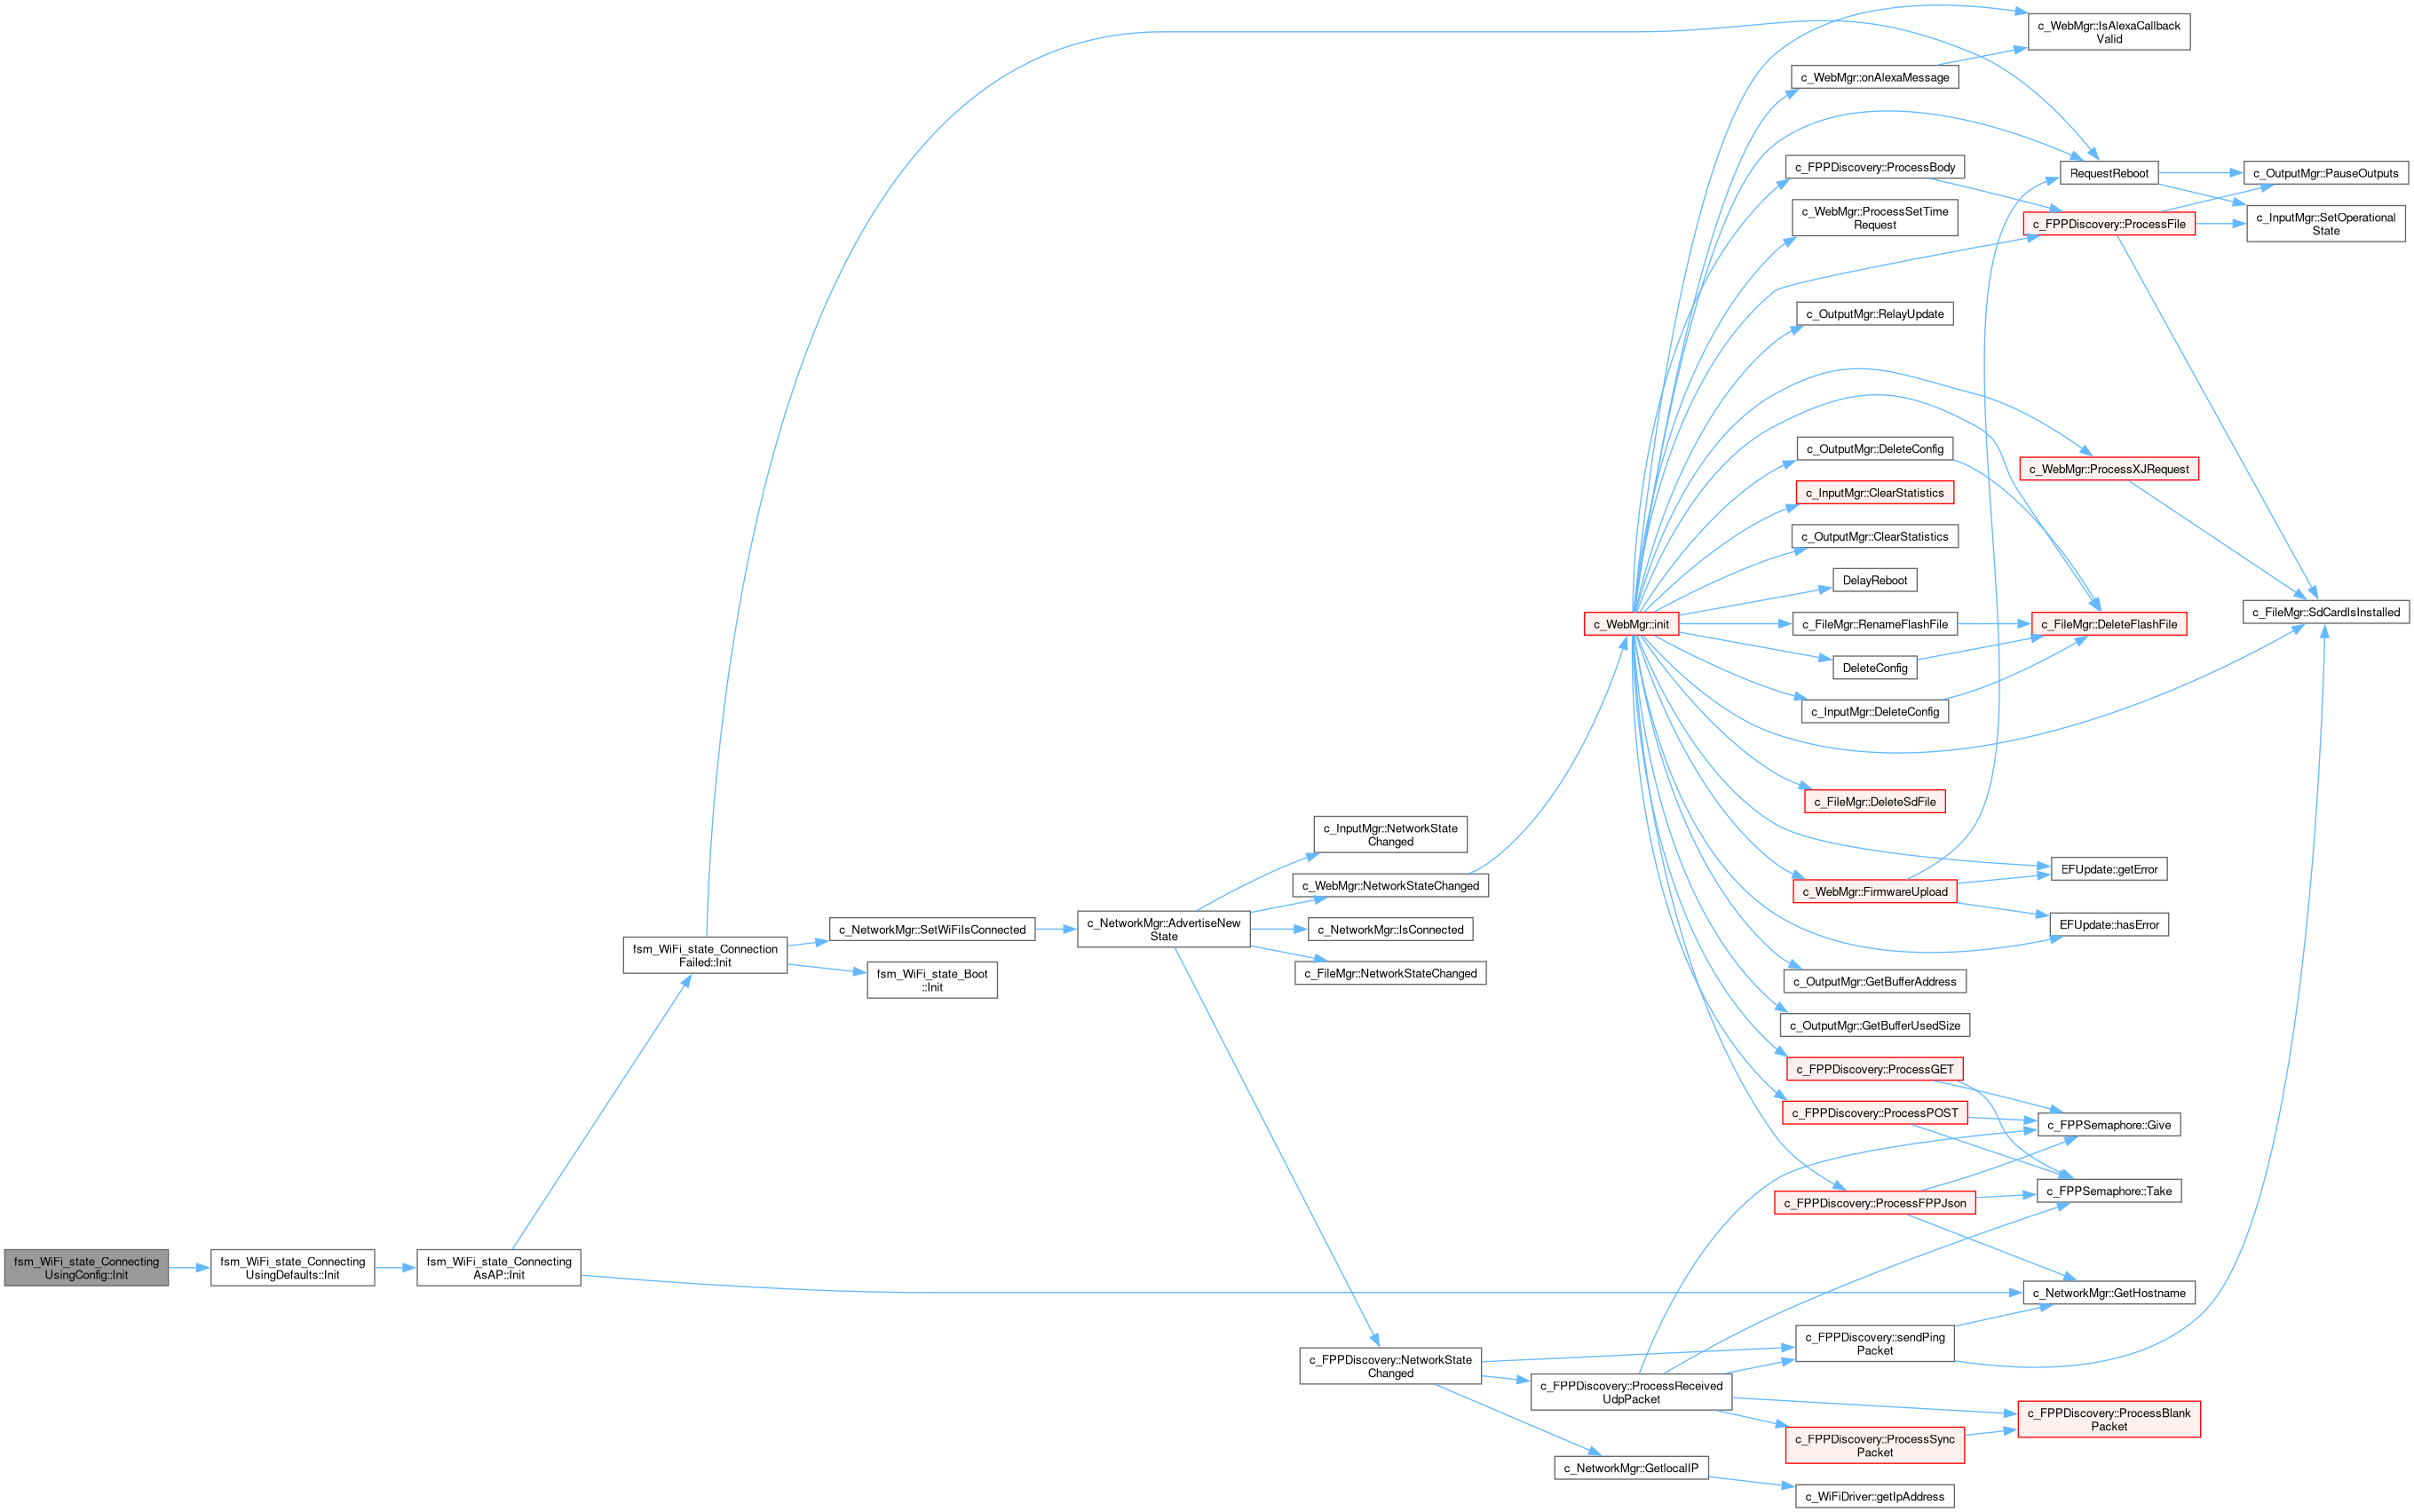 c_WebMgr::IsAlexaCallback
Valid
c_WebMgr::onAlexaMessage
c_FPPDiscovery::ProcessBody
RequestReboot
c_OutputMgr::PauseOutputs
c_WebMgr::ProcessSetTime
Request
c_FPPDiscovery::ProcessFile
c_InputMgr::SetOperational
State
c_OutputMgr::RelayUpdate
c_OutputMgr::DeleteConfig
c_WebMgr::ProcessXJRequest
c_InputMgr::ClearStatistics
c_OutputMgr::ClearStatistics
DelayReboot
c_FileMgr::SdCardIsInstalled
c_WebMgr::init
c_FileMgr::RenameFlashFile
c_FileMgr::DeleteFlashFile
DeleteConfig
c_InputMgr::DeleteConfig
c_FileMgr::DeleteSdFile
c_InputMgr::NetworkState
Changed
EFUpdate::getError
c_WebMgr::NetworkStateChanged
c_WebMgr::FirmwareUpload
EFUpdate::hasError
c_NetworkMgr::SetWiFiIsConnected
c_NetworkMgr::AdvertiseNew
State
c_NetworkMgr::IsConnected
fsm_WiFi_state_Connection
Failed::Init
fsm_WiFi_state_Boot
::Init
c_FileMgr::NetworkStateChanged
c_OutputMgr::GetBufferAddress
c_OutputMgr::GetBufferUsedSize
c_FPPDiscovery::ProcessGET
c_FPPDiscovery::ProcessPOST
c_FPPSemaphore::Give
c_FPPSemaphore::Take
c_FPPDiscovery::ProcessFPPJson
fsm_WiFi_state_Connecting
UsingConfig::Init
fsm_WiFi_state_Connecting
UsingDefaults::Init
fsm_WiFi_state_Connecting
AsAP::Init
c_NetworkMgr::GetHostname
c_FPPDiscovery::sendPing
Packet
c_FPPDiscovery::NetworkState
Changed
c_FPPDiscovery::ProcessReceived
UdpPacket
c_FPPDiscovery::ProcessBlank
Packet
c_FPPDiscovery::ProcessSync
Packet
c_NetworkMgr::GetlocalIP
c_WiFiDriver::getIpAddress